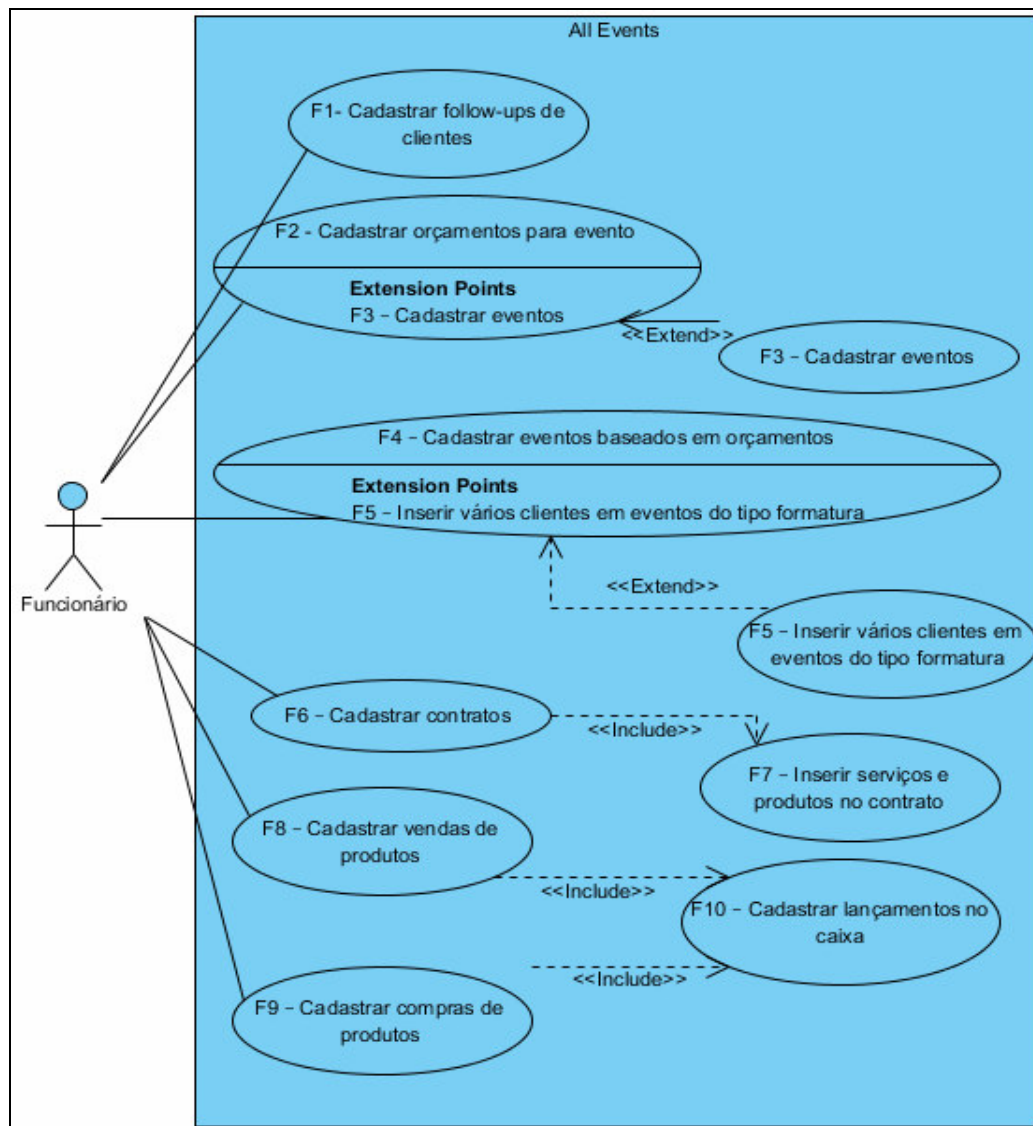 All Events
F1- Cadastrar follow-ups de
clientes
F2 - Cadastrar orçamentos para evento
Extension Points
F3 - Cadastrar eventos
<<Extend>>
F3 - Cadastrar eventos
F4 - Cadastrar eventos baseados em orçamentos
Extension Points
F5 - Inserir vários clientes em eventos do tipo formatura
<<Extend>>
Funcionário
F5 - Inserir vários clientes em
eventos do tipo formatura
F6 - Cadastrar contratos
<<Include>>
F7 - Inserir serviços e
produtos no contrato
F8 - Cadastrar vendas de
produtos
<<Include>>
F10 - Cadastrar lançamentos no
caixa
<<Include>>
F9 - Cadastrar compras de
produtos